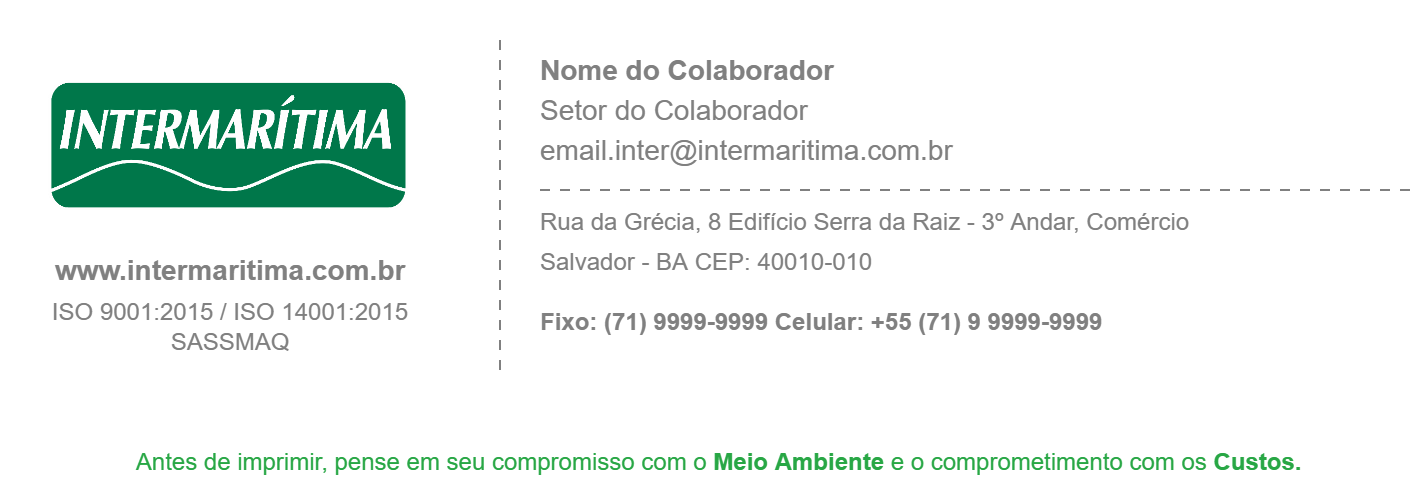 INTERMARÍTIMA
www.intermaritima.com.br
ISO 9001:2015 / ISO 14001:2015
SASSMAQ
Nome do Colaborador
Setor do Colaborador
email.inter@intermaritima.com.br
Rua da Grécia, 8 Edifício Serra da Raiz - 3º Andar, Comércio
Salvador - BA CEP: 40010-010
Fixo: (71) 9999-9999 Celular: +55 (71) 9 9999-9999
Antes de imprimir, pense em seu compromisso com o Meio Ambiente e o comprometimento com os Custos.